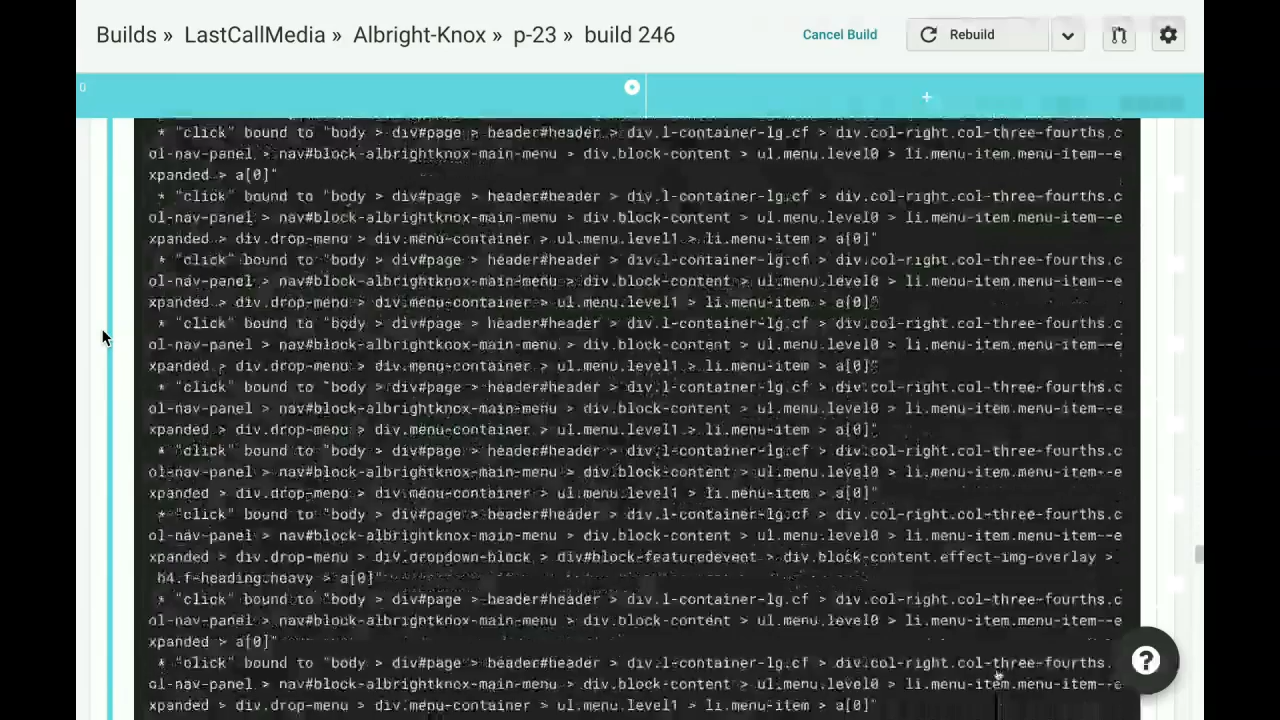 Builds » LastCallMedia » Albright-Knox » p-23 » build 246
Cancel Build
Rebuild
0
+
* "click" bound to "body > div#page > header#header > div.l-container-lg.cf > div.col-right.col-three-fourths.c
ol-nav-panel > nav#block-albrightknox-main-menu > div.block-content > ul.menu.level0 > li.menu-item.menu-item--e
xpanded > a[0]"
* "click" bound to "body > div#page > header#header > div.l-container-lg.cf > div.col-right.col-three-fourths.c
ol-nav-panel > nav#block-albrightknox-main-menu > div.block-content > ul.menu.level0 > li.menu-item.menu-item--e
xpanded > div.drop-menu > div.menu-container > ul.menu.level1 > li.menu-item > a[0]"
* "click" bound to "body > div#page > header#header > div.l-container-lg.cf > div.col-right.col-three-fourths.c
ol-nav-panel > nav#block-albrightknox-main-menu > div.block-content > ul.menu.level0 > li.menu-item.menu-item--e
xpanded > div.drop-menu > div.menu-container > ul.menu.level1 > li.menu-item > a[0]"
* "click" bound to "body > div#page > header#header > div.l-container-lg.cf > div.col-right.col-three-fourths.c
ol-nav-panel > nav#block-albrightknox-main-menu > div.block-content > ul.menu.level0 > li.menu-item.menu-item--e
xpanded > div.drop-menu > div.menu-container > ul.menu.level1 > li.menu-item > a[0]"
* "click" bound to "body > div#page > header#header > div.l-container-lg.cf > div.col-right.col-three-fourths.c
ol-nav-panel > nav#block-albrightknox-main-menu > div.block-content > ul.menu.level0 > li.menu-item.menu-item--e
xpanded > div.drop-menu > div.menu-container > ul.menu.level1 > li.menu-item > a[0]"
* "click" bound to "body > div#page > header#header > div.l-container-lg.cf > div.col-right.col-three-fourths.c
ol-nav-panel > nav#block-albrightknox-main-menu > div.block-content > ul.menu.level0 > li.menu-item.menu-item--e
xpanded > div.drop-menu > div.menu-container > ul.menu.level1 > li.menu-item > a[0]"
* "click" bound to "body > div#page > header#header > div.l-container-lg.cf > div.col-right.col-three-fourths.c
ol-nav-panel > nav#block-albrightknox-main-menu > div.block-content > ul.menu.level0 > li.menu-item.menu-item--e
xpanded > div.drop-menu > div.dropdown-block > div#block-featuredevent > div.block-content.effect-img-overlay >
h4.f-heading.heavy > a[0]"
* "click" bound to "body > div#page > header#header > div.l-container-lg.cf > div.col-right.col-three-fourths.c
ol-nav-panel > nav#block-albrightknox-main-menu > div.block-content > ul.menu.level0 > li.menu-item.menu-item--e
xpanded > a[0]"
* "click" bound to "body > div#page > header#header > div.l-container-lg.cf > div.col-right.col-three-fourths.
ol-nav-panel > nav#block-albrightknox-main-menu > div.block-content > ul.menu.level0 > li.menu-item.menu-item--e
xpanded > div.drop-menu > div.menu-container > ul.menu.level1 > li.menu-item > a[0]"
?